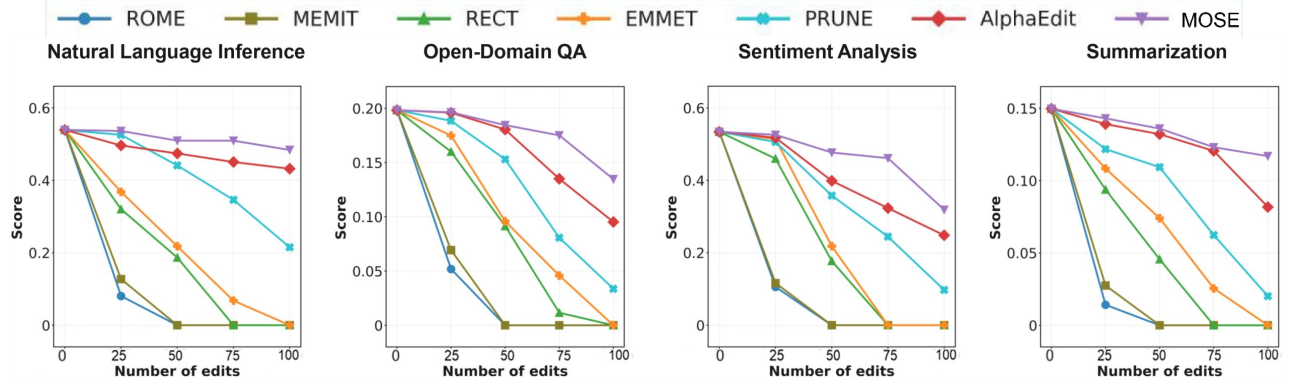 ROME MEMIT RECT EMMET PRUNE AlphaEdit MOSE
Natural Language Inference Open-Domain QA Sentiment Analysis Summarization
Score
0.6
0.4
0.2
0
0 25 50 75 100
Number of edits
Score
0.20
0.15
0.10
0.05
0
0 25 50 75 100
Number of edits
Score
0.6
0.4
0.2
0
0 25 50 75 100
Number of edits
Score
0.15
0.10
0.05
0
0 25 50 75 100
Number of edits